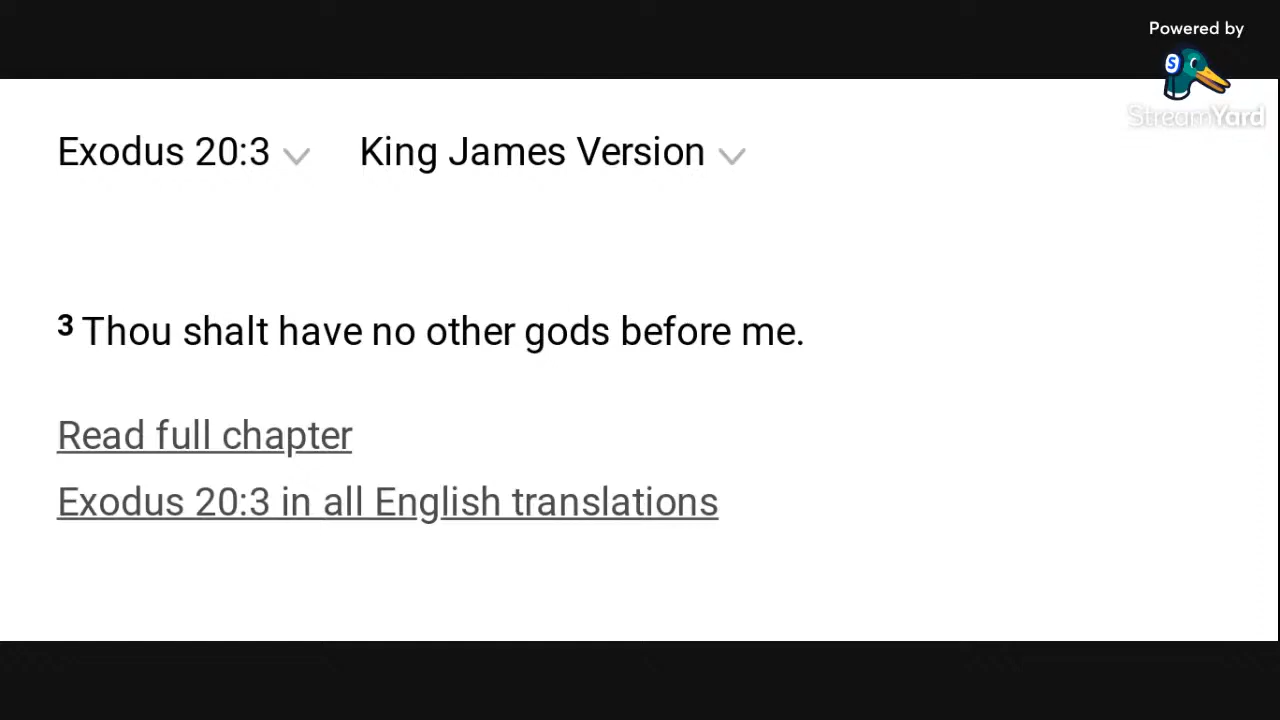 Powered by
S
StreamYard
Exodus 20:3 King James Version
3 Thou shalt have no other gods before me.
Read full chapter
Exodus 20:3 in all English translations